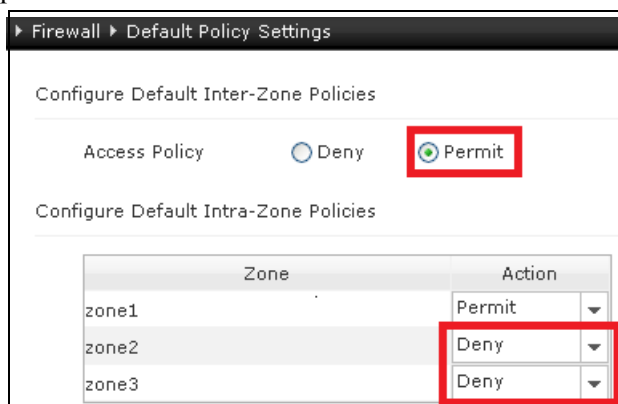 Firewall Default Policy Settings
Configure Default Inter-Zone Policies
Access Policy Deny Permit
Configure Default Intra-Zone Policies
Zone Action
zone1 Permit
zone2 Deny
zone3 Deny